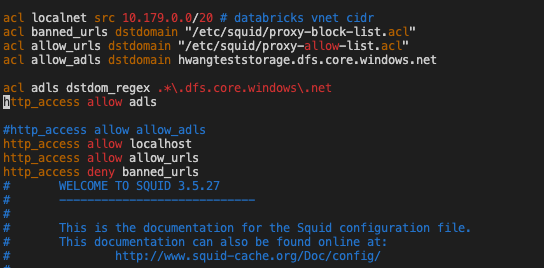 acl localnet src 10.179.0.0/20 # databricks vnet cidr
acl banned_urls dstdomain "/etc/squid/proxy-block-list.acl"
acl allow_urls dstdomain "/etc/squid/proxy-allow-list.acl"
acl allow_adls dstdomain hwangteststorage.dfs.core.windows.net
acl adls dstdom_regex .*\.dfs.core.windows\.net
http_access allow adls
#http_access allow allow_adls
http_access allow localhost
http_access allow allow_urls
http_access deny banned_urls
# WELCOME TO SQUID 3.5.27
# ----------------------------
#
# This is the documentation for the Squid configuration file.
# This documentation can also be found online at:
# http://www.squid-cache.org/Doc/config/
#